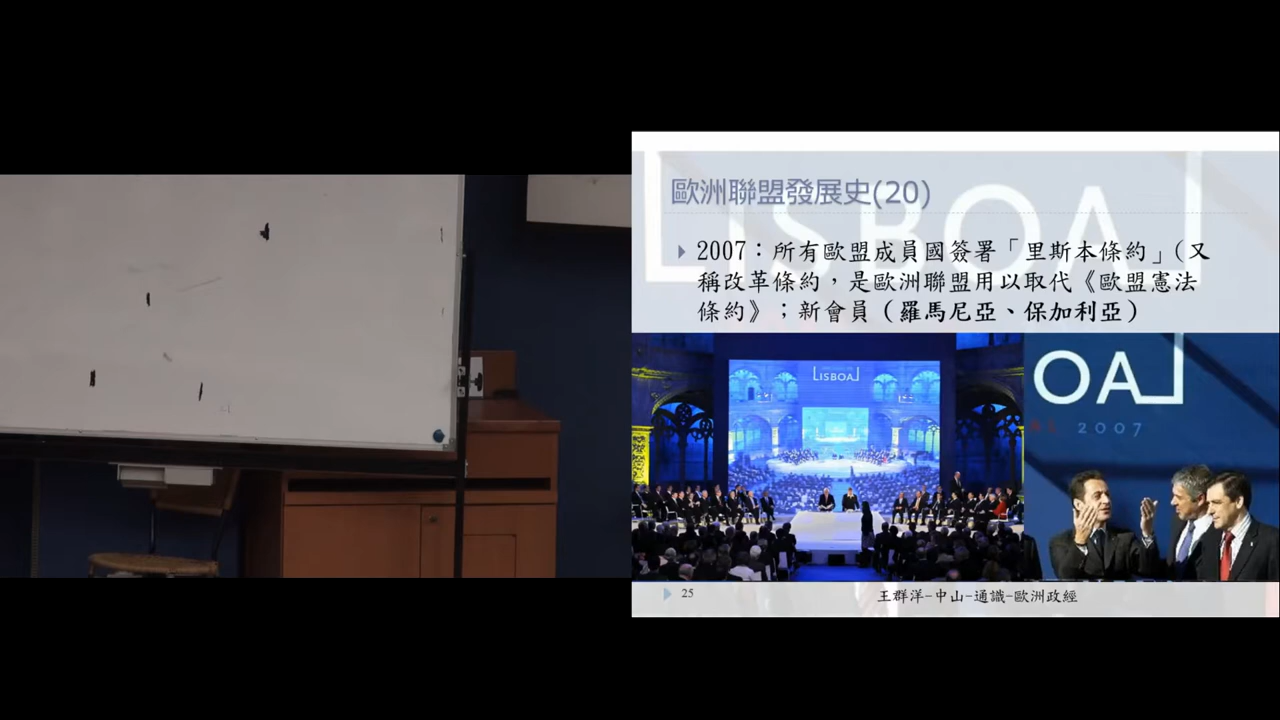 歐洲聯盟發展史(20)
2007：所有歐盟成員國簽署「里斯本條約」(又
稱改革條約，是歐洲聯盟用以取代《歐盟憲法
條約》；新會員（羅馬尼亞、保加利亞）
LISBOA
LISBOA
OA
2007
25
王群洋-中山-通識-歐洲政經